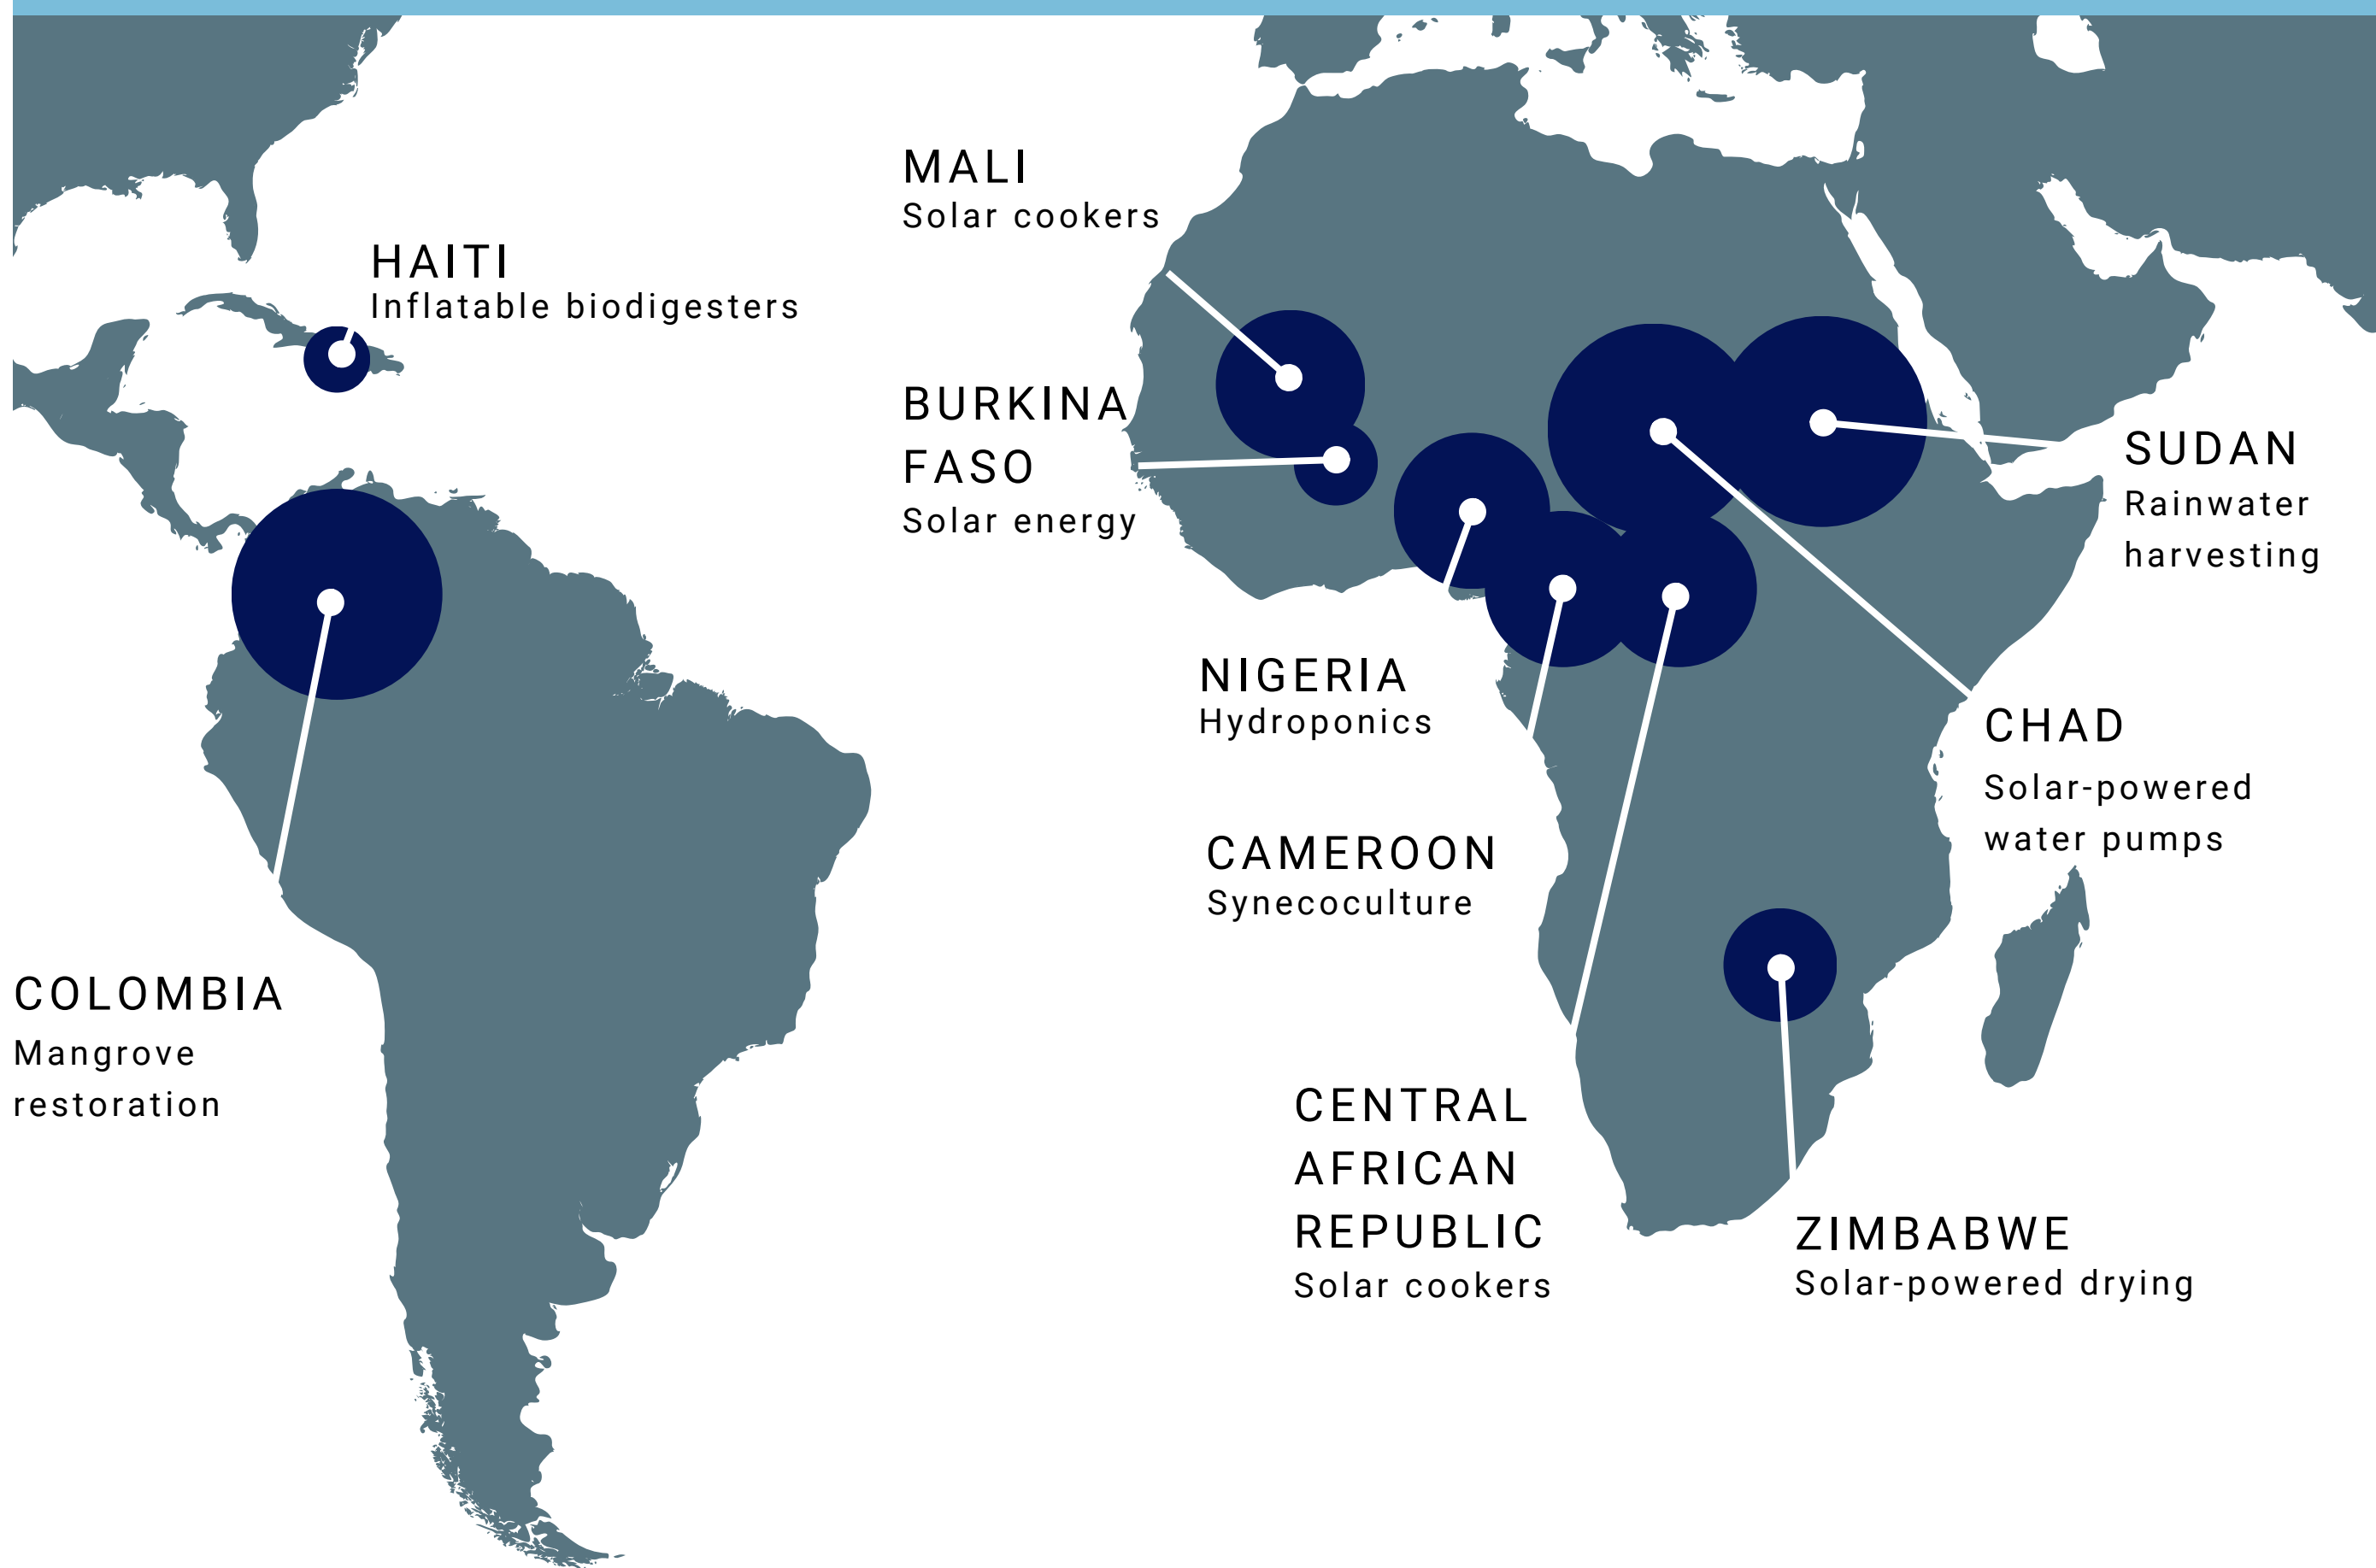 HAITI
Inflatable biodigesters
COLOMBIA
Mangrove
restoration
MALI
Solar cookers
BURKINA
FASO
Solar energy
NIGERIA
Hydroponics
CAMEROON
Synecoculture
CENTRAL
AFRICAN
REPUBLIC
Solar cookers
SUDAN
Rainwater
harvesting
CHAD
Solar-powered
water pumps
ZIMBABWE
Solar-powered drying